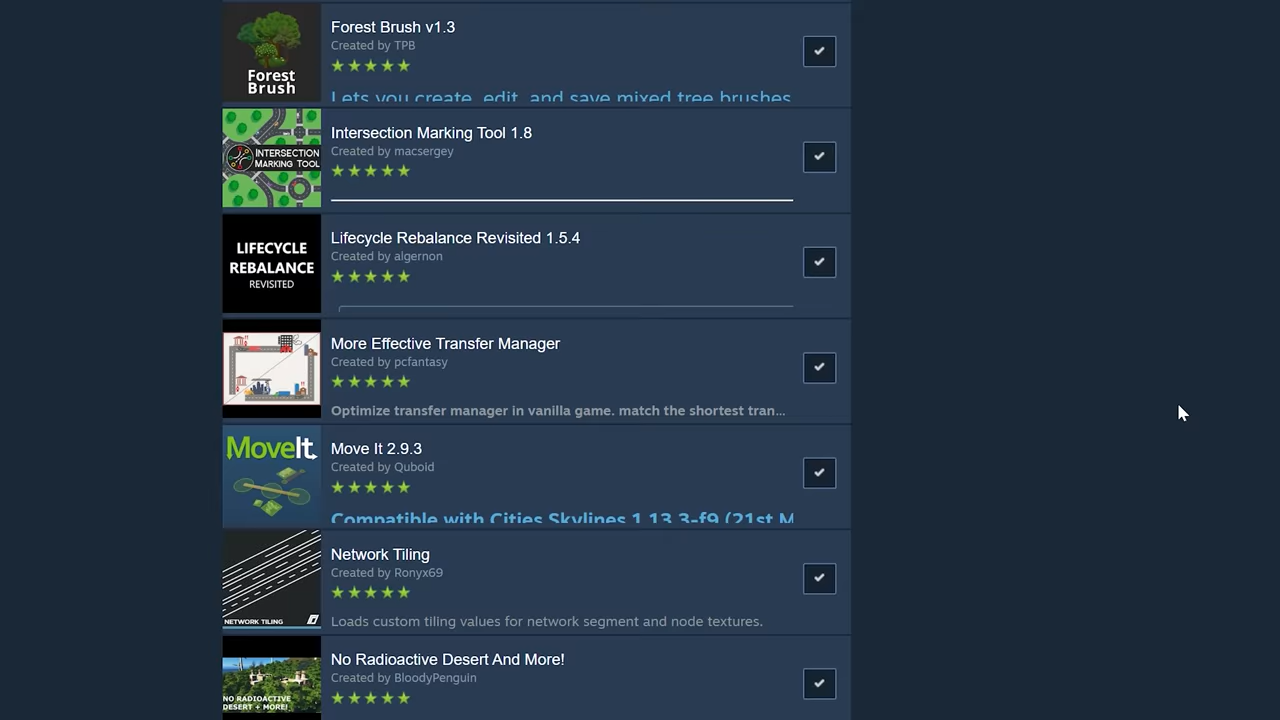 Forest
Brush
Forest Brush v1.3
Created by TPB
Lets you create, edit, and save mixed tree brushes
INTERSECTION
MARKING TOOL
Intersection Marking Tool 1.8
Created by macsergey
LIFECYCLE
REBALANCE
REVISITED
Lifecycle Rebalance Revisited 1.5.4
Created by algernon
More Effective Transfer Manager
Created by pcfantasy
Optimize transfer manager in vanilla game. match the shortest tran...
MoveIt
Move It 2.9.3
Created by Quboid
Compatible with Cities Skylines 1.13.3-f9 (21st M
NETWORK TILING
Network Tiling
Created by Ronyx69
Loads custom tiling values for network segment and node textures.
NO RADIOACTIVE
DESERT + MORE!
No Radioactive Desert And More!
Created by BloodyPenguin